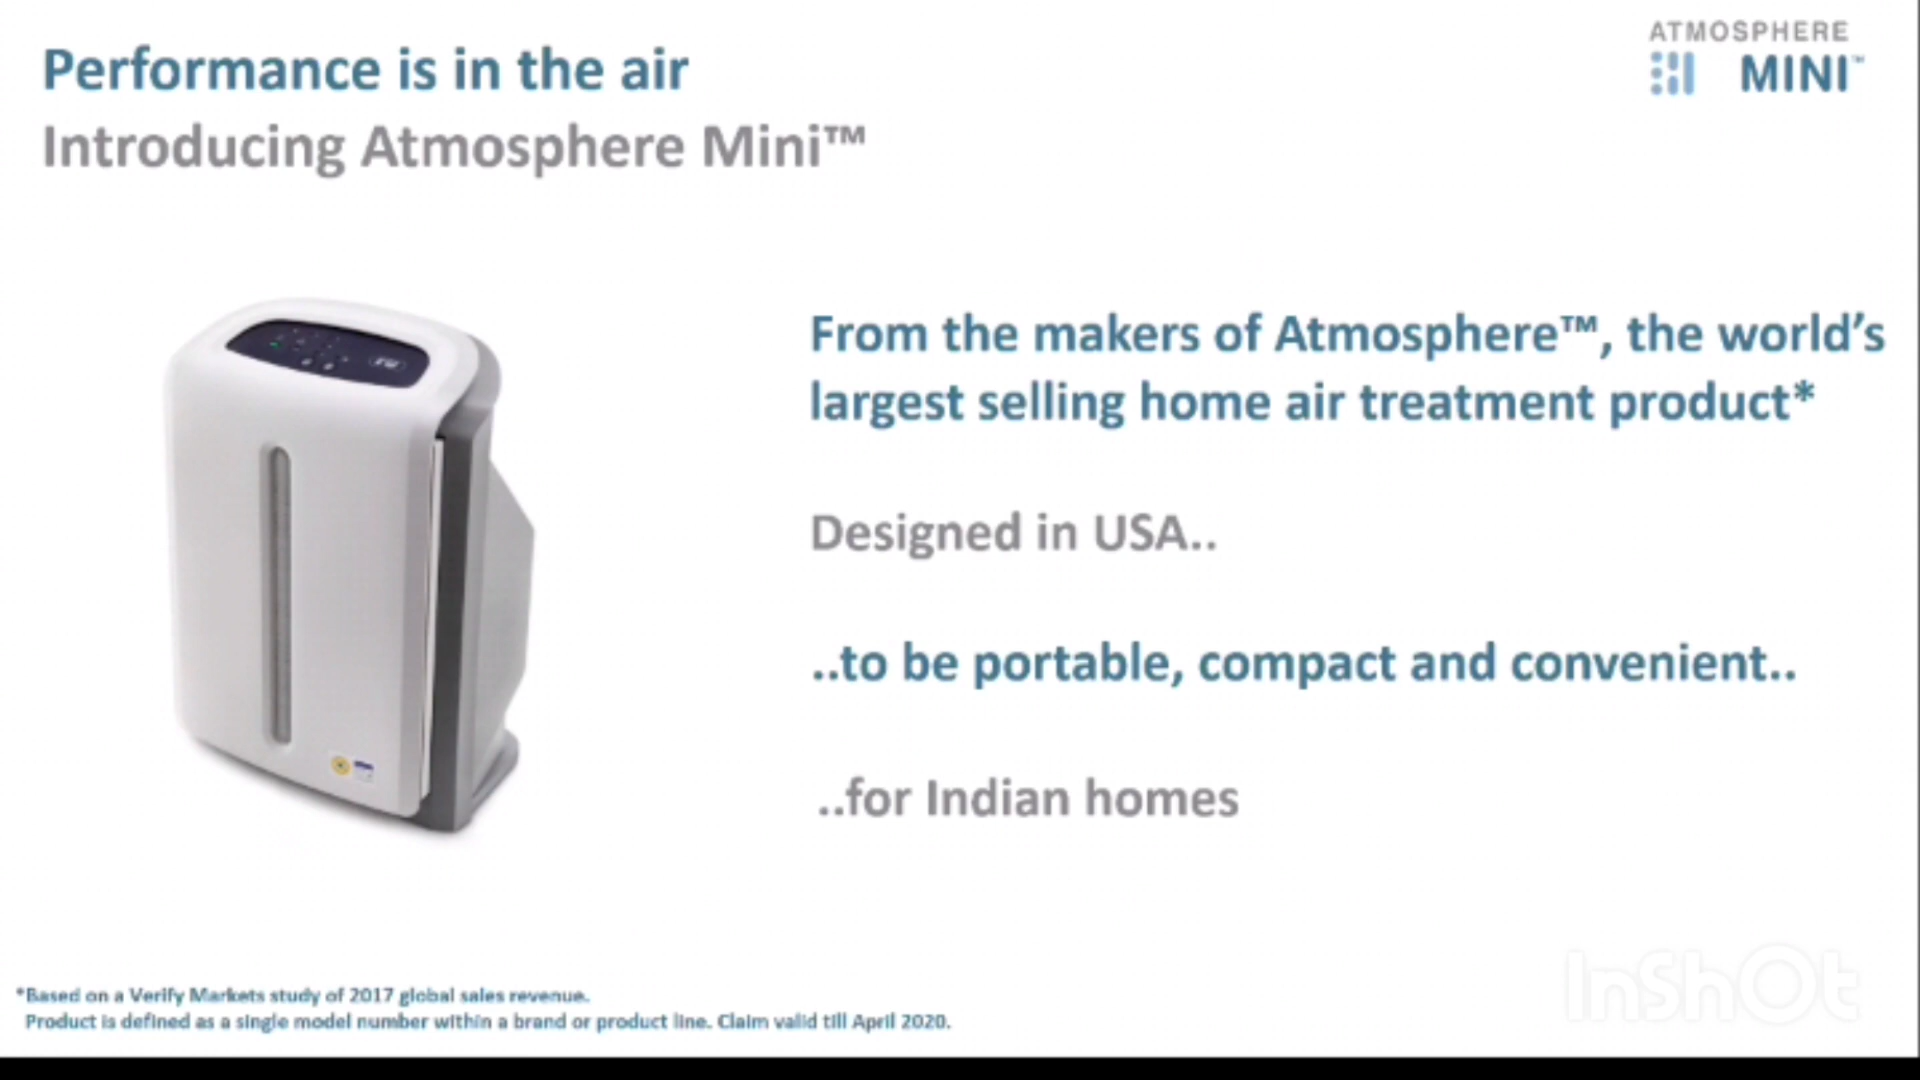 Performance is in the air
Introducing Atmosphere Mini™
ATMOSPHERE
MINI™
From the makers of Atmosphere™, the world's
largest selling home air treatment product*
Designed in USA..
..to be portable, compact and convenient..
..for Indian homes
*Based on a Verify Markets study of 2017 global sales revenue.
Product is defined as a single model number within a brand or product line. Claim valid till April 2020.
InShOt